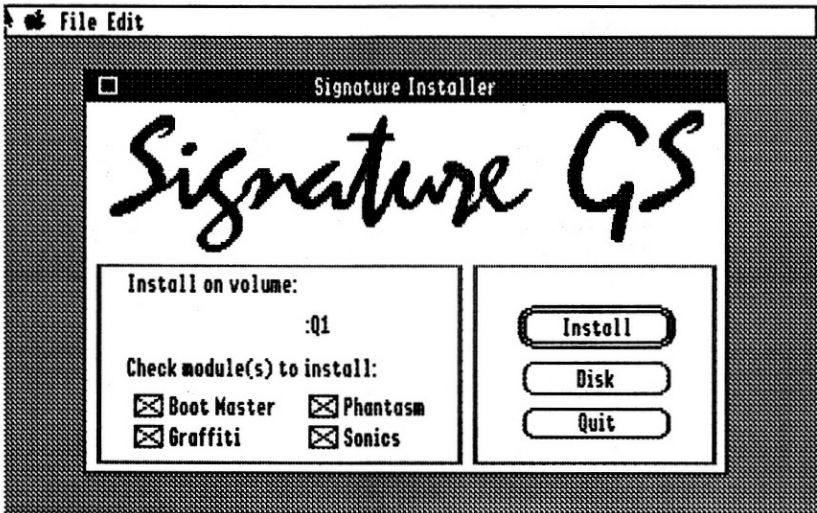 File Edit
Signature Installer
Signature GS
Install on volume:
:Q1
Check module(s) to install:
Boot Master Phantasm
Graffiti Sonics
Install
Disk
Quit